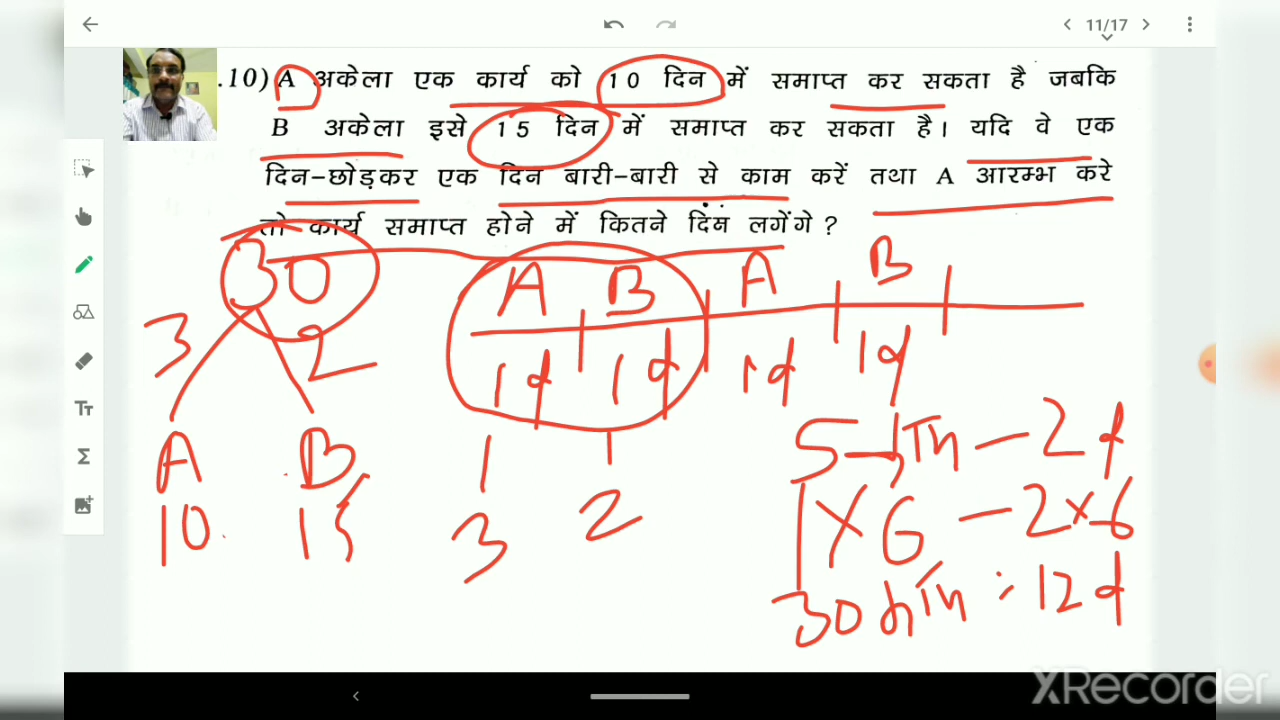 11/17
.10) A अकेला एक कार्य को 10 दिन में समाप्त कर सकता है जबकि
B अकेला इसे 15 दिन में समाप्त कर सकता है। यदि वे एक
दिन-छोड़कर एक दिन बारी-बारी से काम करें तथा A आरम्भ करे
तो कार्य समाप्त होने में कितने दिन लगेंगे ?
30
A B A B
3 2
1d 1d 1d 1d
A B
10 15
1 1
3 2
5 - 2d
× 6 - 2×6
30 : 12d
Tт
Σ
XRecorder